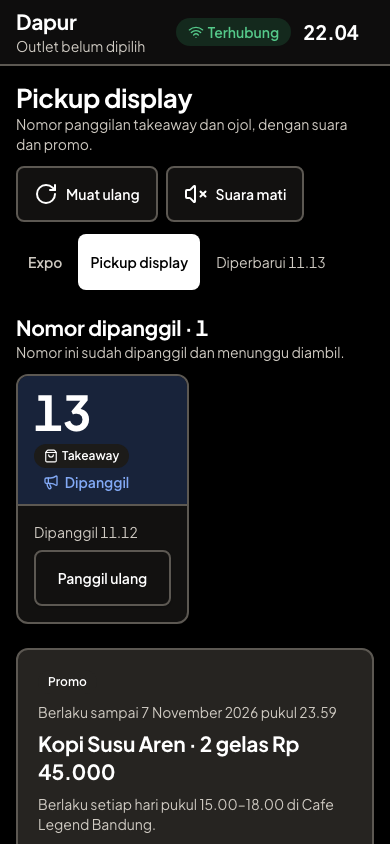 Dapur
Outlet belum dipilih
Terhubung
22.04
Pickup display
Nomor panggilan takeaway dan ojol, dengan suara
dan promo.
Muat ulang
Suara mati
Expo
Pickup display
Diperbarui 11.13
Nomor dipanggil · 1
Nomor ini sudah dipanggil dan menunggu diambil.
13
Takeaway
Dipanggil
Dipanggil 11.12
Panggil ulang
Promo
Berlaku sampai 7 November 2026 pukul 23.59
Kopi Susu Aren · 2 gelas Rp
45.000
Berlaku setiap hari pukul 15.00–18.00 di Cafe
Legend Bandung.